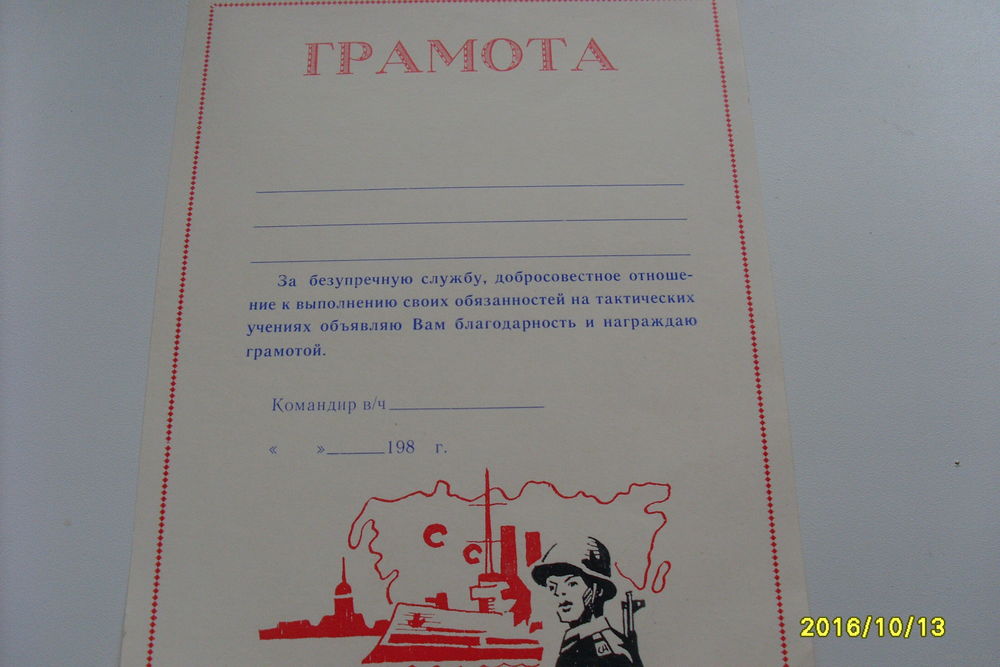 ГРАМОТА
За безупречную службу, добросовестное отноше-
ние к выполнению своих обязанностей на тактических
учениях объявляю Вам благодарность и награждаю
грамотой.
Командир в/ч
« » 198 г.
С С
СА
2016/10/13